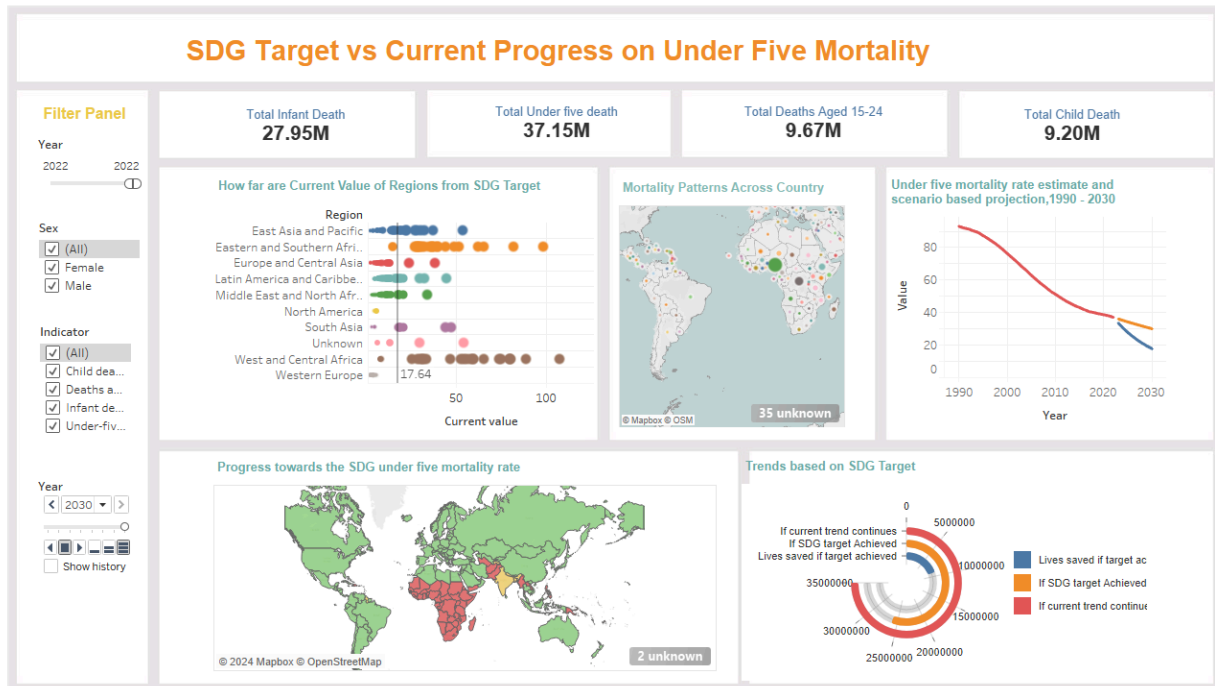 SDG Target vs Current Progress on Under Five Mortality
Filter Panel
Year
2022 2022
Sex
(All)
Female
Male
Indicator
(All)
Child dea...
Deaths a...
Infant de...
Under-fiv...
Year
2030
Show history
Total Infant Death
27.95M
Total Under five death
37.15M
Total Deaths Aged 15-24
9.67M
Total Child Death
9.20M
How far are Current Value of Regions from SDG Target
Region
East Asia and Pacific
Eastern and Southern Afri..
Europe and Central Asia
Latin America and Caribbe..
Middle East and North Afr..
North America
South Asia
Unknown
West and Central Africa
Western Europe
17.64
50 100
Current value
Mortality Patterns Across Country
© Mapbox © OSM
35 unknown
Under five mortality rate estimate and
scenario based projection,1990 - 2030
Value
80
60
40
20
0
1990 2000 2010 2020 2030
Year
Progress towards the SDG under five mortality rate
© 2024 Mapbox © OpenStreetMap
2 unknown
Trends based on SDG Target
0
5000000
10000000
15000000
20000000
25000000
30000000
35000000
If current trend continues
If SDG target Achieved
Lives saved if target achieved
Lives saved if target ac
If SDG target Achieved
If current trend continue